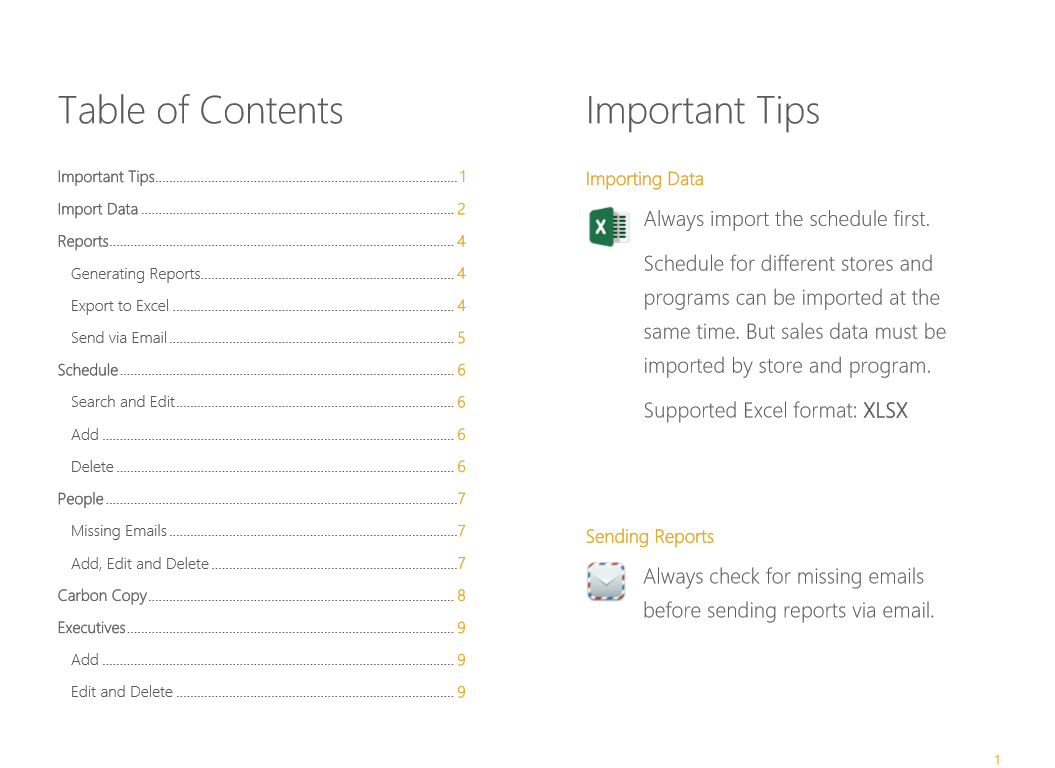 Table of Contents
Important Tips 1
Import Data 2
Reports 4
Generating Reports 4
Export to Excel 4
Send via Email 5
Schedule 6
Search and Edit 6
Add 6
Delete 6
People 7
Missing Emails 7
Add, Edit and Delete 7
Carbon Copy 8
Executives 9
Add 9
Edit and Delete 9
Important Tips
Importing Data
X
Always import the schedule first.
Schedule for different stores and
programs can be imported at the
same time. But sales data must be
imported by store and program.
Supported Excel format: XLSX
Sending Reports
Always check for missing emails
before sending reports via email.
1